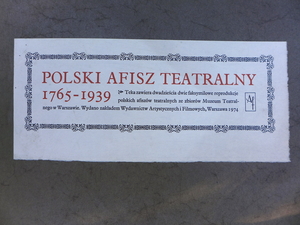 POLSKI AFISZ TEATRALNY
1765-1939 Teka zawiera dwadzieścia dwie faksymilowe reprodukcje
polskich afiszów teatralnych ze zbiorów Muzeum Teatral-
nego w Warszawie. Wydano nakładem Wydawnictw Artystycznych i Filmowych, Warszawa 1974